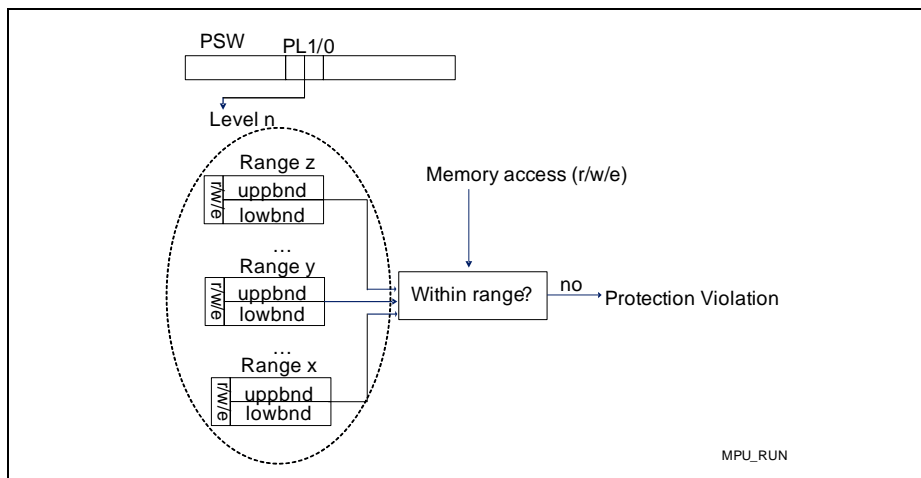 PSW
PL1/0
Level n
Range z
r/w/e
uppbnd
lowbnd
Memory access (r/w/e)
...
Range y
r/w/e
uppbnd
lowbnd
Within range?
no
Protection Violation
...
Range x
r/w/e
uppbnd
lowbnd
MPU_RUN